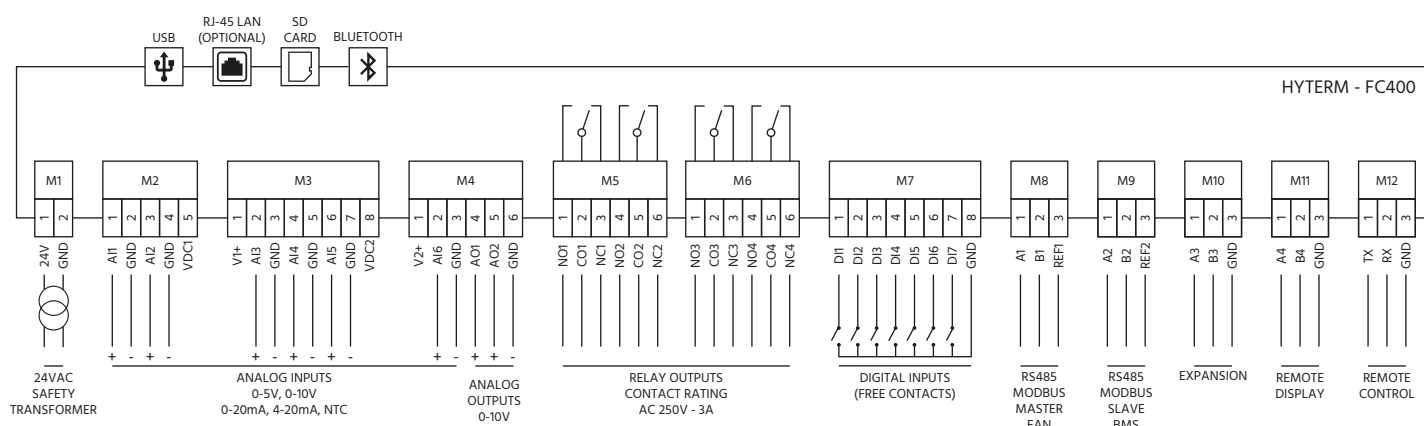 USB
RJ-45 LAN
(OPTIONAL)
SD
CARD
BLUETOOTH
HYTERM - FC400
M1
M2
M3
M4
M5
M6
M7
M8
M9
M10
M11
M12
1 2
1 2 3 4 5
1 2 3 4 5 6 7 8
1 2 3 4 5 6
1 2 3 4 5 6
1 2 3 4 5 6
1 2 3 4 5 6 7 8
1 2 3
1 2 3
1 2 3
1 2 3
1 2 3
24V
GND
AI1
GND
AI2
GND
VDC1
V1+
AI3
GND
AI4
GND
AI5
GND
VDC2
V2+
AI6
GND
AO1
AO2
GND
NO1
CO1
NC1
NO2
CO2
NC2
NO3
CO3
NC3
NO4
CO4
NC4
DI1
DI2
DI3
DI4
DI5
DI6
DI7
GND
A1
B1
REF1
A2
B2
REF2
A3
B3
GND
A4
B4
GND
TX
RX
GND
+ - + -
+ - + - + -
+ - + + -
24VAC
SAFETY
TRANSFORMER
ANALOG INPUTS
0-5V, 0-10V
0-20mA, 4-20mA, NTC
ANALOG
OUTPUTS
0-10V
RELAY OUTPUTS
CONTACT RATING
AC 250V - 3A
DIGITAL INPUTS
(FREE CONTACTS)
RS485
MODBUS
MASTER
FAN
RS485
MODBUS
SLAVE
BMS
EXPANSION
REMOTE
DISPLAY
REMOTE
CONTROL